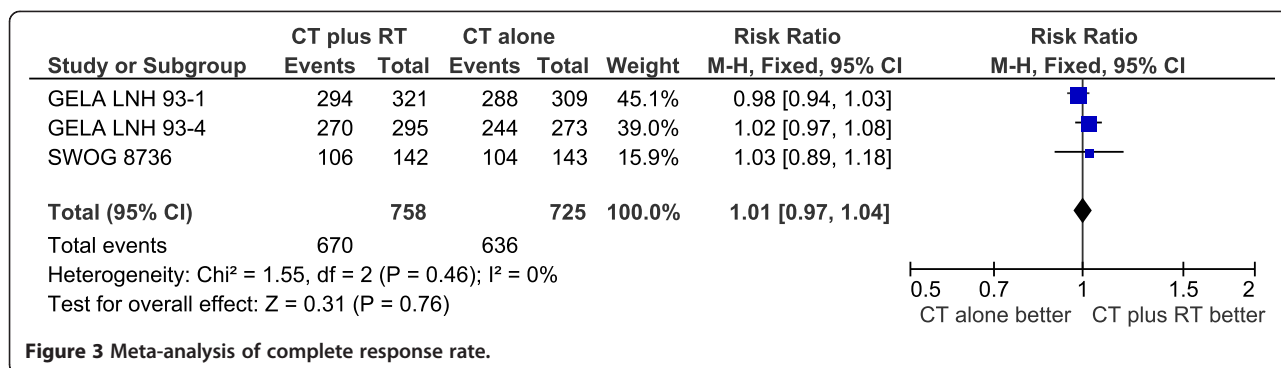 CT plus RT CT alone Risk Ratio Risk Ratio
Study or Subgroup Events Total Events Total Weight M-H, Fixed, 95% CI M-H, Fixed, 95% CI
GELA LNH 93-1 294 321 288 309 45.1% 0.98 [0.94, 1.03]
GELA LNH 93-4 270 295 244 273 39.0% 1.02 [0.97, 1.08]
SWOG 8736 106 142 104 143 15.9% 1.03 [0.89, 1.18]
Total (95% CI) 758 725 100.0% 1.01 [0.97, 1.04]
Total events 670 636
Heterogeneity: Chi² = 1.55, df = 2 (P = 0.46); I² = 0%
Test for overall effect: Z = 0.31 (P = 0.76)
0.5 0.7 1 1.5 2
CT alone better CT plus RT better
Figure 3 Meta-analysis of complete response rate.